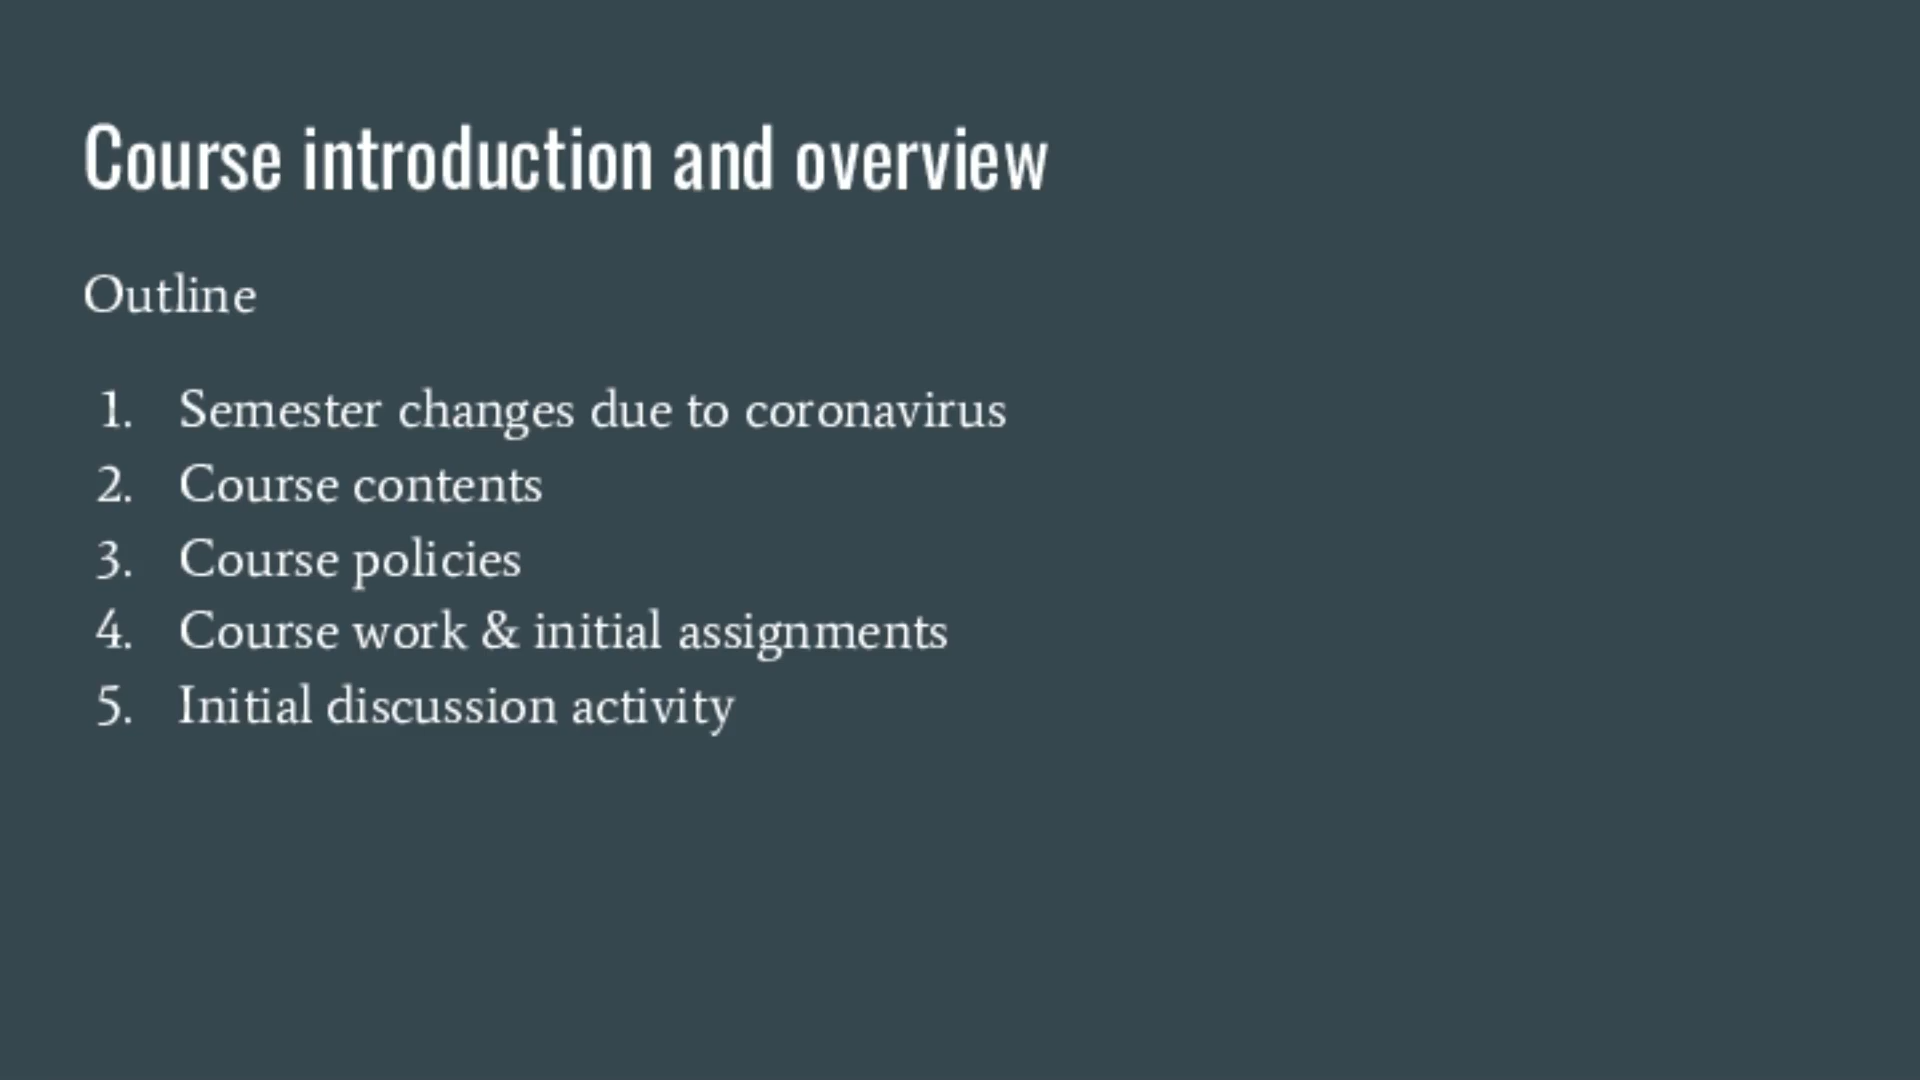 Course introduction and overview
Outline
1. Semester changes due to coronavirus
2. Course contents
3. Course policies
4. Course work & initial assignments
5. Initial discussion activity